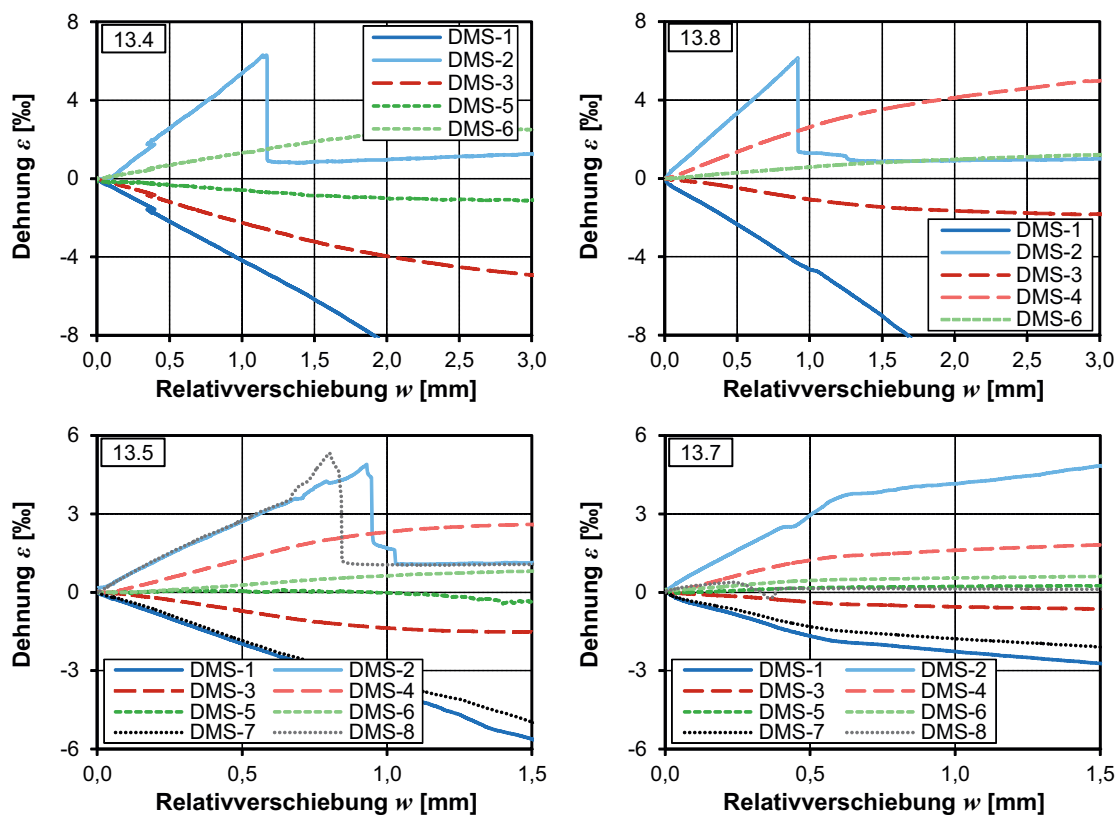 13.4
8
4
0
-4
-8
Dehnung ε [‰]
DMS-1
DMS-2
DMS-3
DMS-5
DMS-6
0,0 0,5 1,0 1,5 2,0 2,5 3,0
Relativverschiebung w [mm]
13.8
8
4
0
-4
-8
Dehnung ε [‰]
DMS-1
DMS-2
DMS-3
DMS-4
DMS-6
0,0 0,5 1,0 1,5 2,0 2,5 3,0
Relativverschiebung w [mm]
13.5
6
3
0
-3
-6
Dehnung ε [‰]
DMS-1 DMS-2
DMS-3 DMS-4
DMS-5 DMS-6
DMS-7 DMS-8
0,0 0,5 1,0 1,5
Relativverschiebung w [mm]
13.7
6
3
0
-3
-6
Dehnung ε [‰]
DMS-1 DMS-2
DMS-3 DMS-4
DMS-5 DMS-6
DMS-7 DMS-8
0,0 0,5 1,0 1,5
Relativverschiebung w [mm]